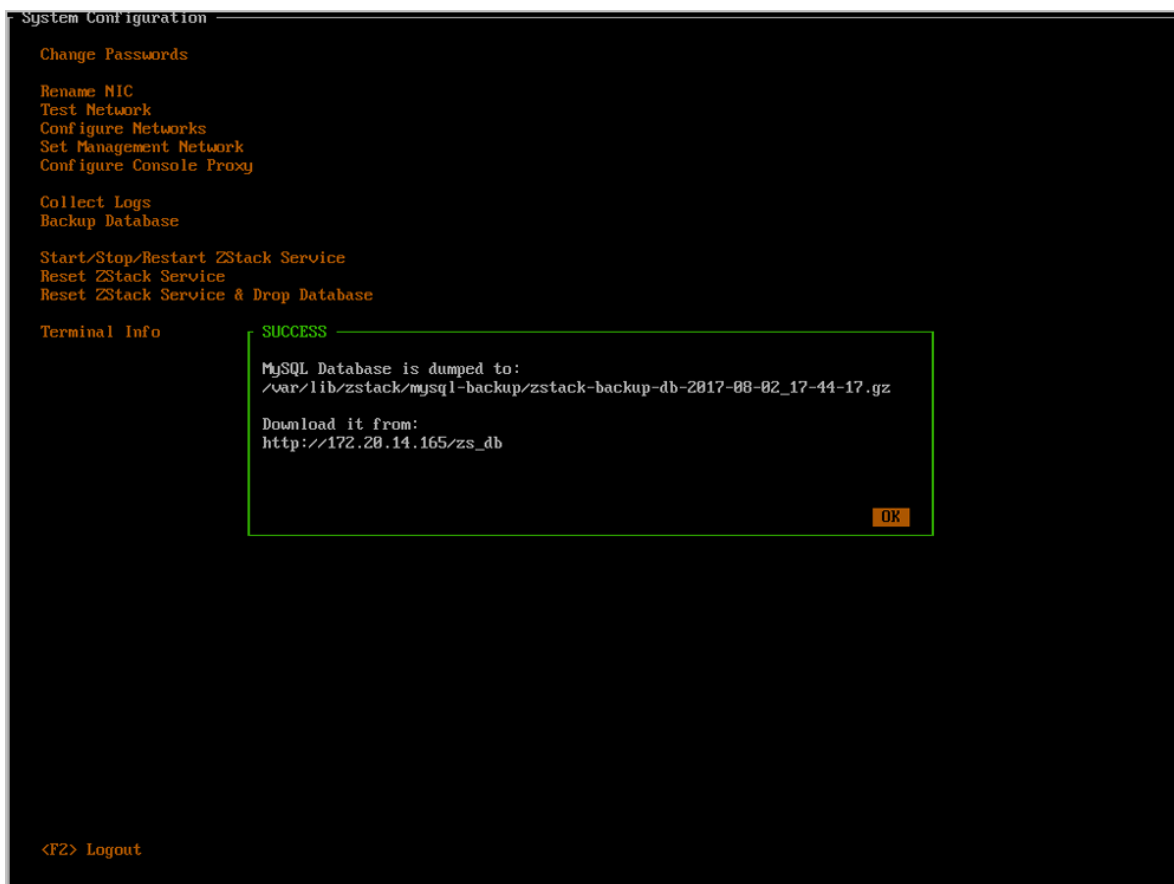 System Configuration
Change Passwords
Rename NIC
Test Network
Configure Networks
Set Management Network
Configure Console Proxy
Collect Logs
Backup Database
Start/Stop/Restart ZStack Service
Reset ZStack Service
Reset ZStack Service & Drop Database
Terminal Info
SUCCESS
MySQL Database is dumped to:
/var/lib/zstack/mysql-backup/zstack-backup-db-2017-08-02_17-44-17.gz
Download it from:
http://172.20.14.165/zs_db
OK
<F2> Logout